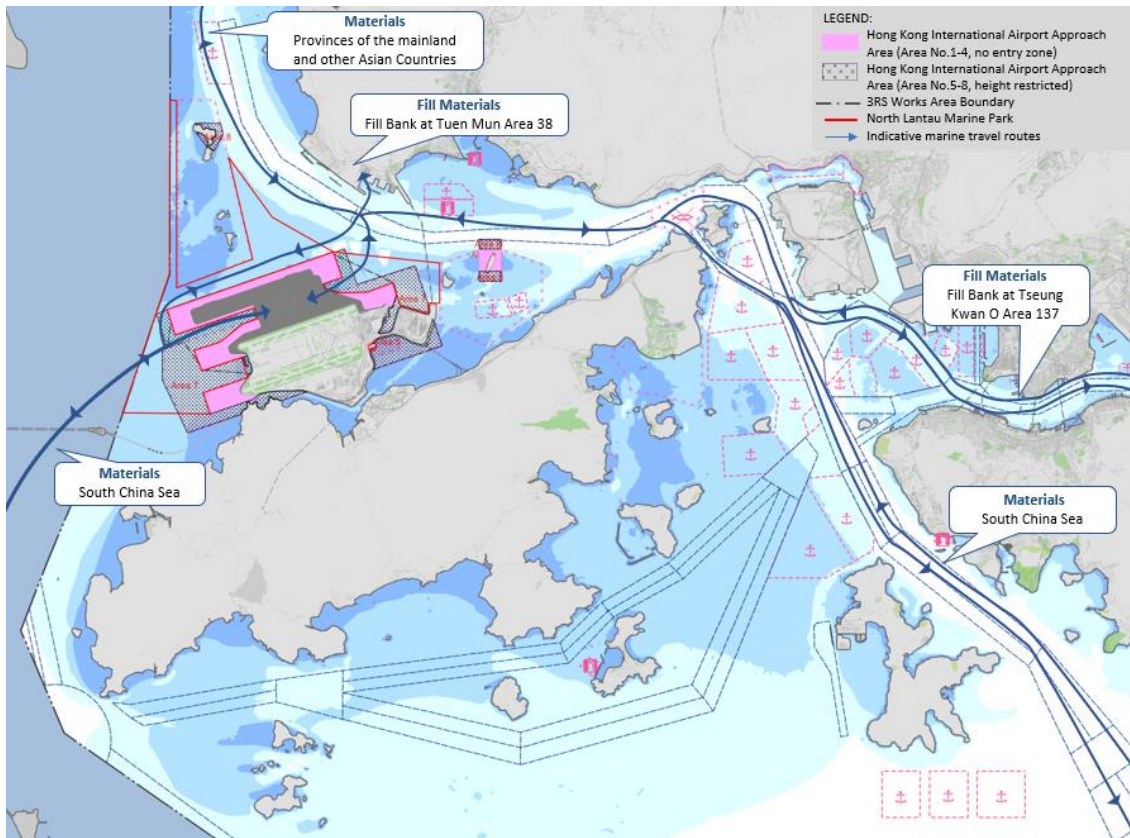 Materials
Provinces of the mainland
and other Asian Countries
LEGEND:
Hong Kong International Airport Approach
Area (Area No.1-4, no entry zone)
Hong Kong International Airport Approach
Area (Area No.5-8, height restricted)
3RS Works Area Boundary
North Lantau Marine Park
Indicative marine travel routes
Fill Materials
Fill Bank at Tuen Mun Area 38
Fill Materials
Fill Bank at Tseung
Kwan O Area 137
Area 7
Materials
South China Sea
Materials
South China Sea